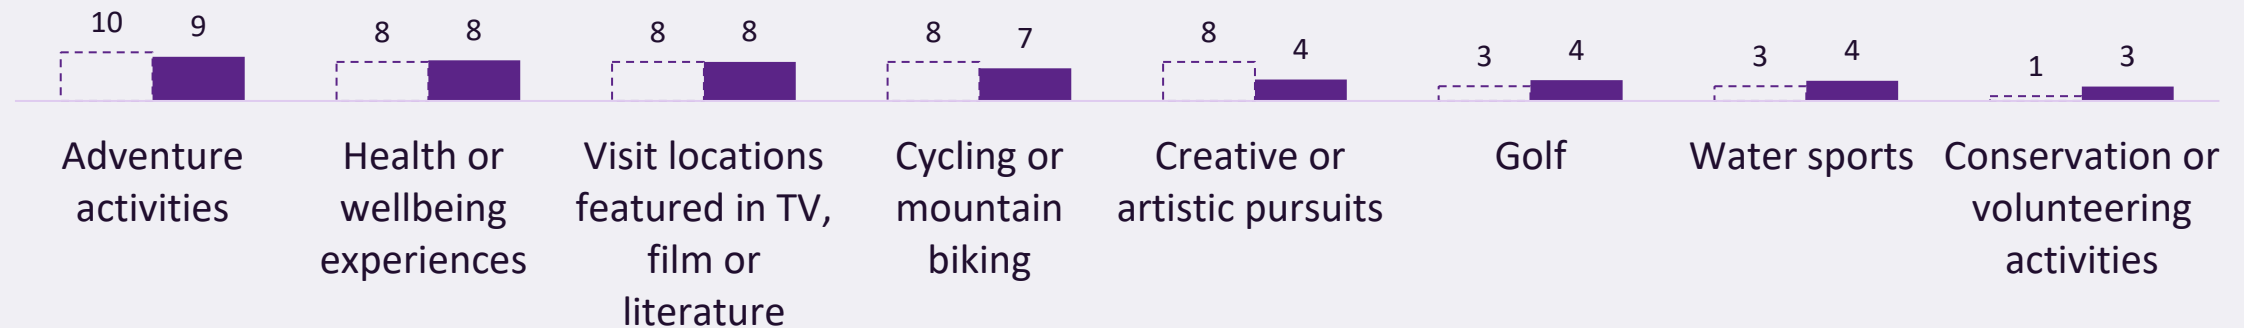 10 9 8 8 8 8 8 7 8 4 3 4 3 4 1 3
Adventure
activities
Health or
wellbeing
experiences
Visit locations
featured in TV,
film or
literature
Cycling or
mountain
biking
Creative or
artistic pursuits
Golf
Water sports
Conservation or
volunteering
activities